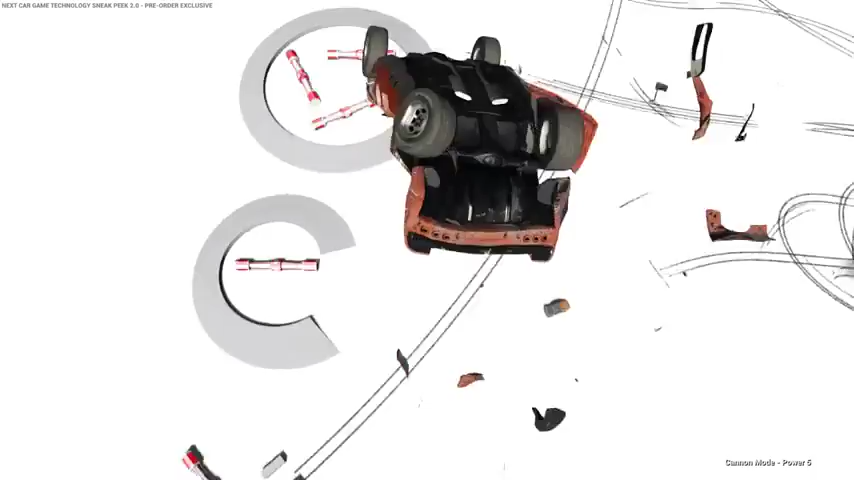 NEXT CAR GAME TECHNOLOGY SNEAK PEEK 2.0 - PRE-ORDER EXCLUSIVE
Cannon Mode - Power 5